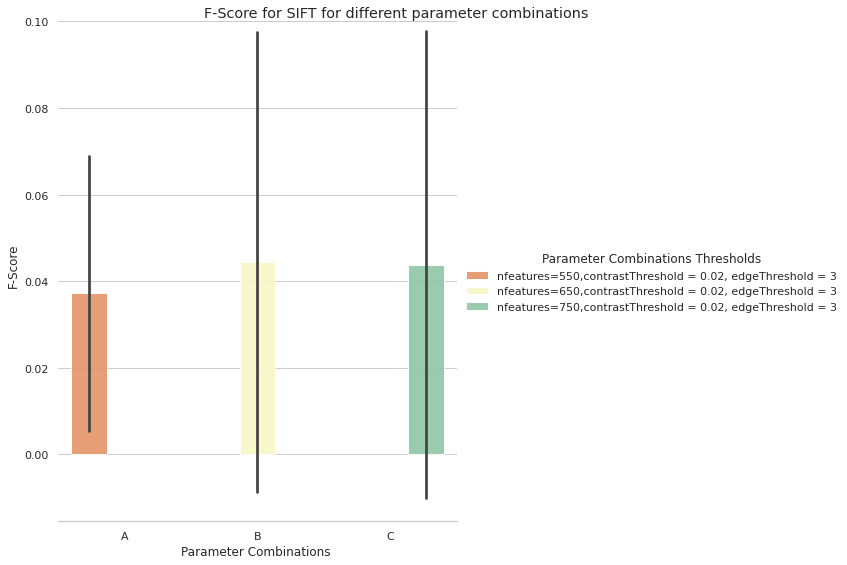 F-Score for SIFT for different parameter combinations
0.10
0.08
0.06
0.04
0.02
0.00
F-Score
A B C
Parameter Combinations
Parameter Combinations Thresholds
nfeatures=550,contrastThreshold = 0.02, edgeThreshold = 3
nfeatures=650,contrastThreshold = 0.02, edgeThreshold = 3
nfeatures=750,contrastThreshold = 0.02, edgeThreshold = 3